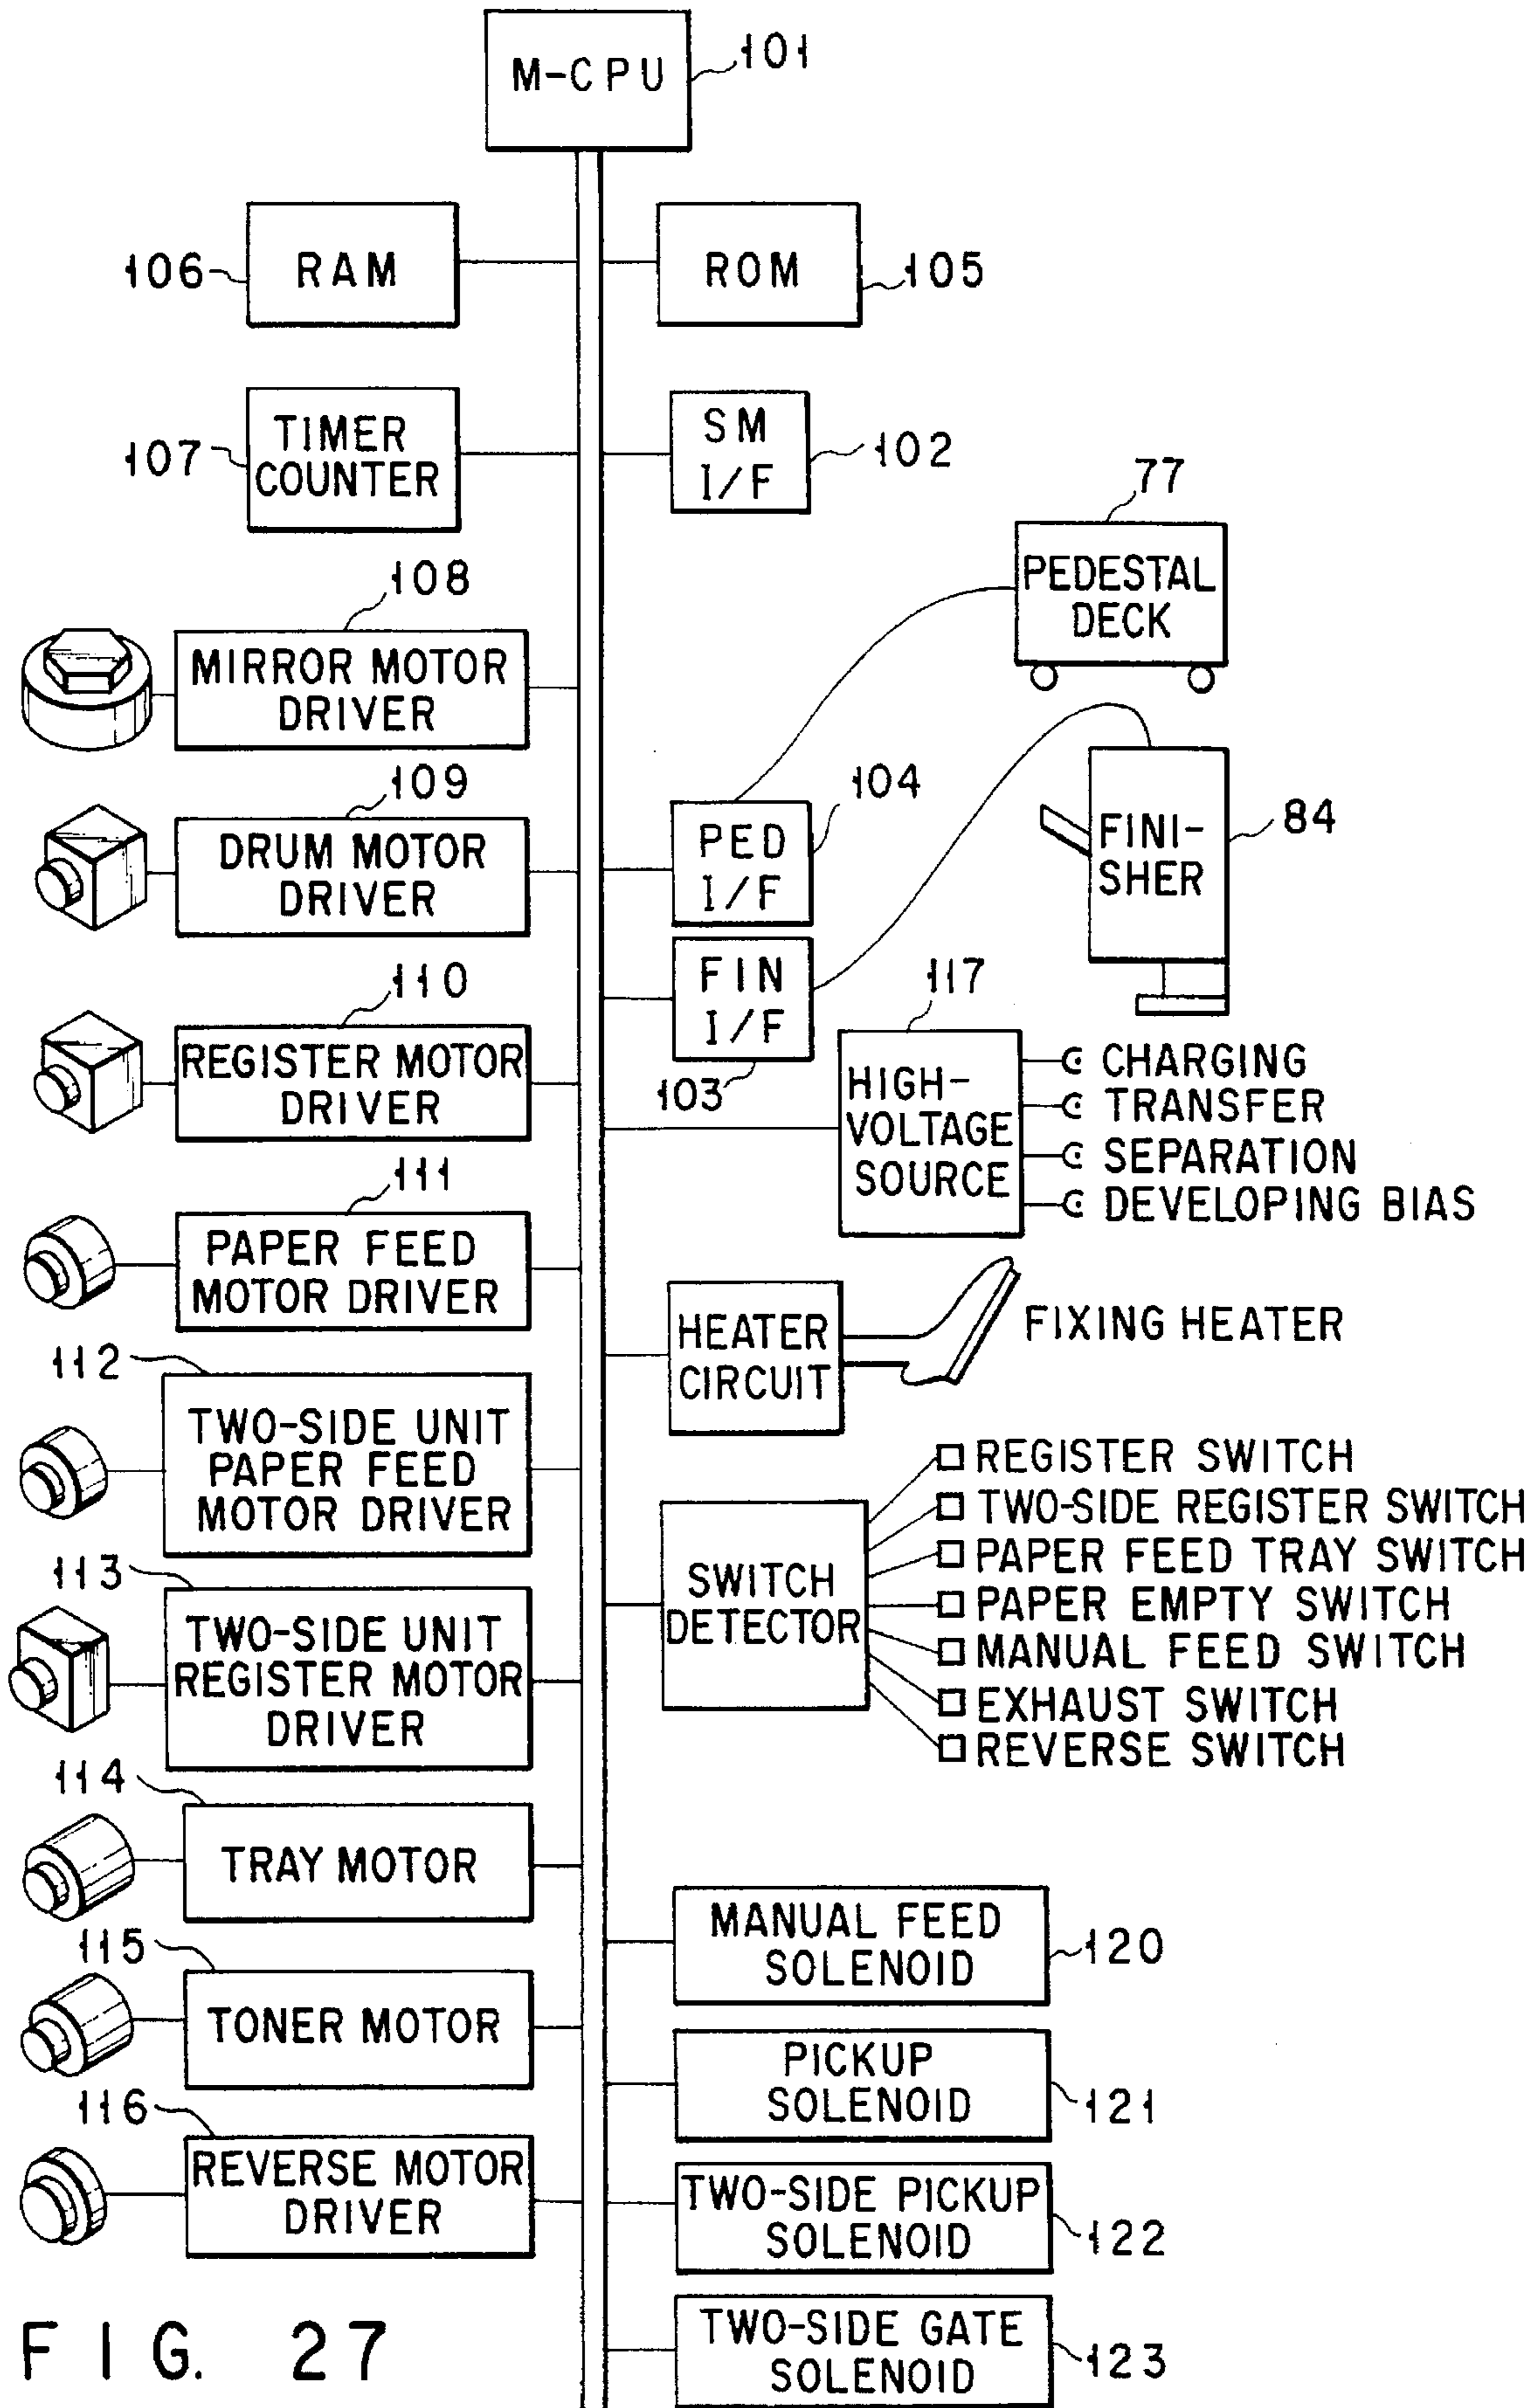 M-CPU
101
RAM
106
ROM
105
TIMER
COUNTER
107
SM
I/F
102
77
PEDESTAL
DECK
108
MIRROR MOTOR
DRIVER
109
DRUM MOTOR
DRIVER
PED
I/F
104
FINI-
SHER
84
110
REGISTER MOTOR
DRIVER
FIN
I/F
103
117
HIGH-
VOLTAGE
SOURCE
CHARGING
TRANSFER
SEPARATION
DEVELOPING BIAS
111
PAPER FEED
MOTOR DRIVER
HEATER
CIRCUIT
FIXING HEATER
112
TWO-SIDE UNIT
PAPER FEED
MOTOR DRIVER
SWITCH
DETECTOR
REGISTER SWITCH
TWO-SIDE REGISTER SWITCH
PAPER FEED TRAY SWITCH
PAPER EMPTY SWITCH
MANUAL FEED SWITCH
EXHAUST SWITCH
REVERSE SWITCH
113
TWO-SIDE UNIT
REGISTER MOTOR
DRIVER
114
TRAY MOTOR
MANUAL FEED
SOLENOID
120
115
TONER MOTOR
PICKUP
SOLENOID
121
116
REVERSE MOTOR
DRIVER
TWO-SIDE PICKUP
SOLENOID
122
TWO-SIDE GATE
SOLENOID
123
FIG. 27